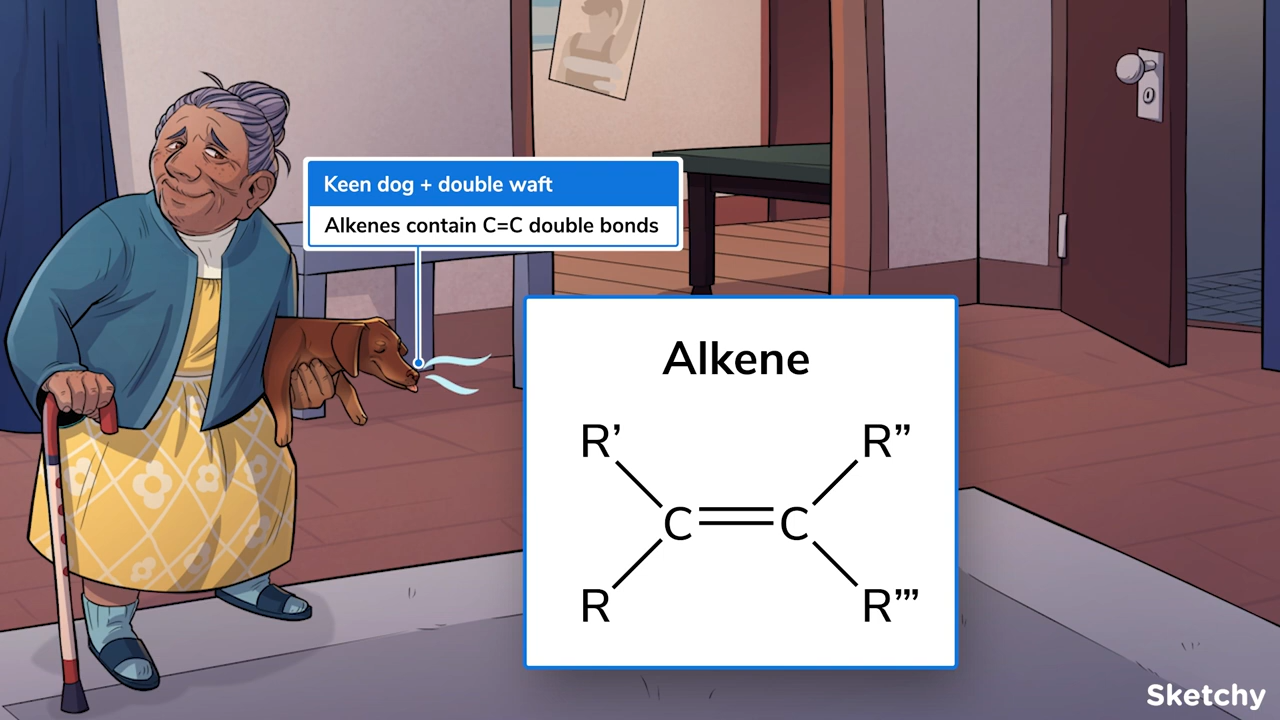 Keen dog + double waft
Alkenes contain C=C double bonds
Alkene
R’ R”
C C
R R”’
Sketchy